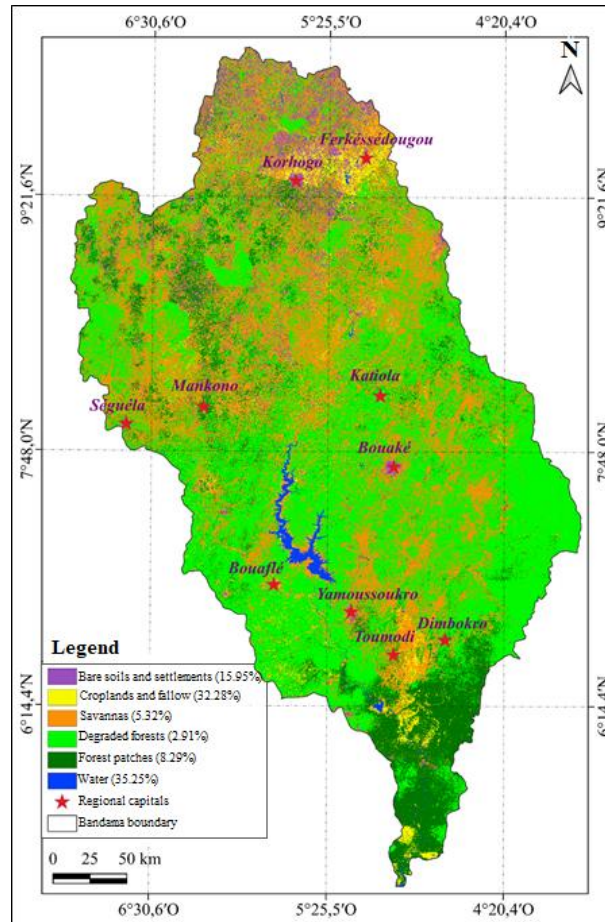 6°30,6'O 5°25,5'O 4°20,4'O
N
Ferkéssédougou
Korhogo
9°21,6'N 9°21,6'N
Katiola
Mankono
Séguéla
Bouaké
7°48,0'N 7°48,0'N
Bouaflé
Yamoussoukro
Dimbokro
Toumodi
Legend
Bare soils and settlements (15.95%)
Croplands and fallow (32.28%)
Savannas (5.32%)
Degraded forests (2.91%)
Forest patches (8.29%)
Water (35.25%)
Regional capitals
Bandama boundary
6°14,4'N 6°14,4'N
0 25 50 km
6°30,6'O 5°25,5'O 4°20,4'O